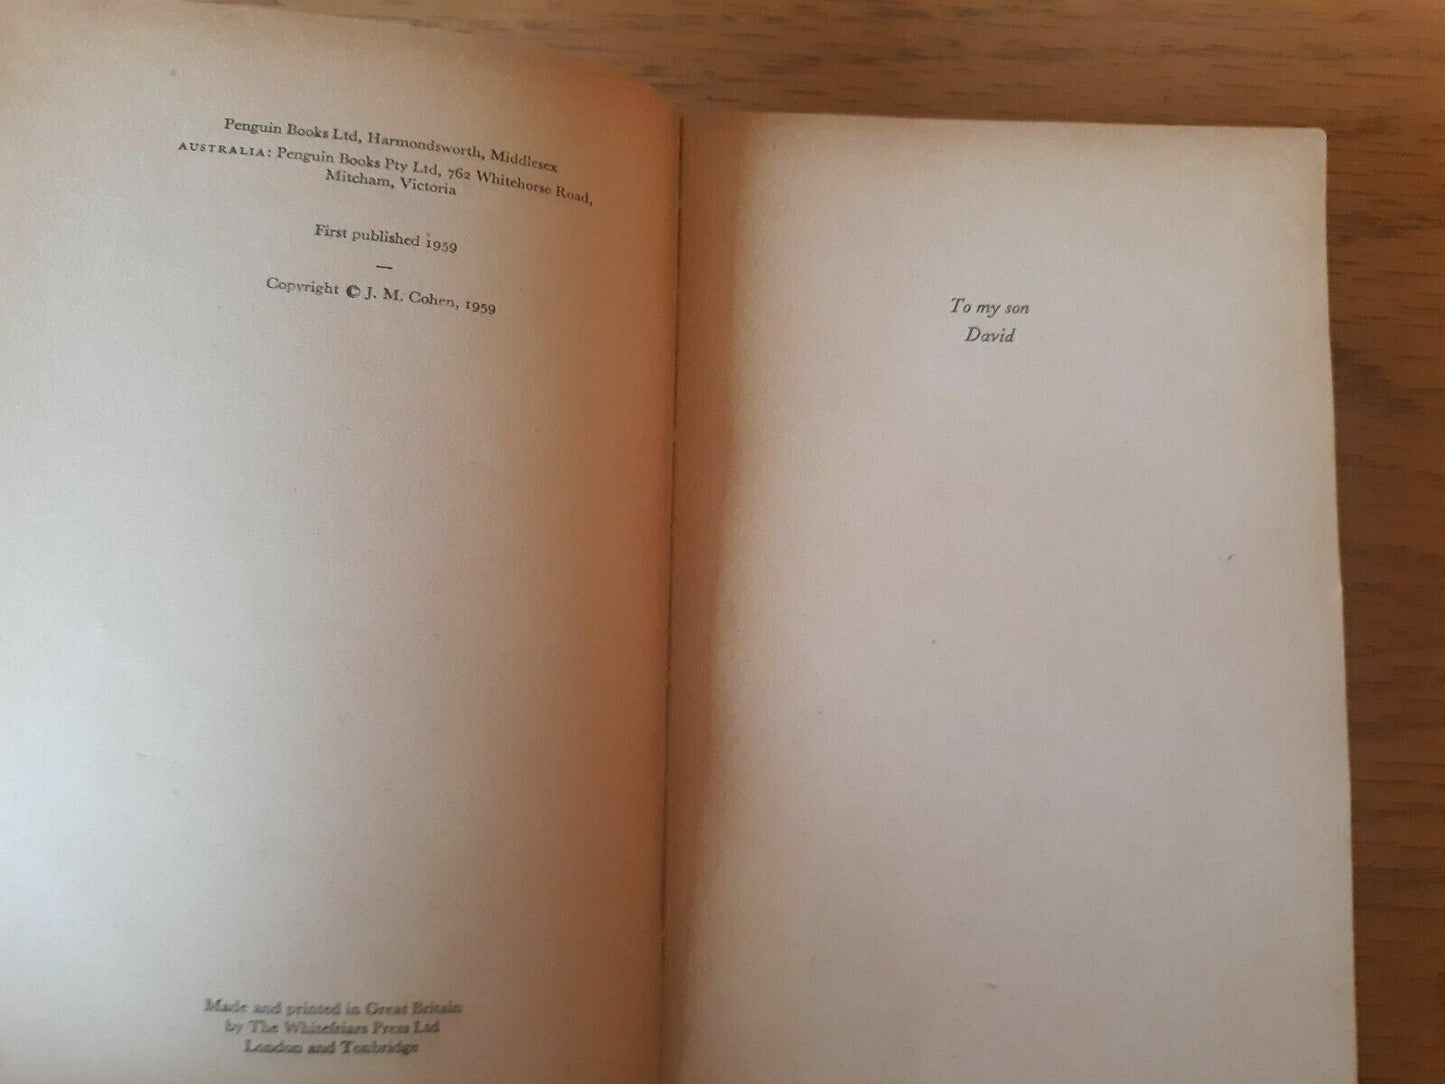 Penguin Books Ltd, Harmondsworth, Middlesex
AUSTRALIA: Penguin Books Pty Ltd, 762 Whitehorse Road,
Mitcham, Victoria
First published 1959
—
Copyright © J. M. Cohen, 1959
Made and printed in Great Britain
by The Whitefriars Press Ltd
London and Tonbridge
To my son
David